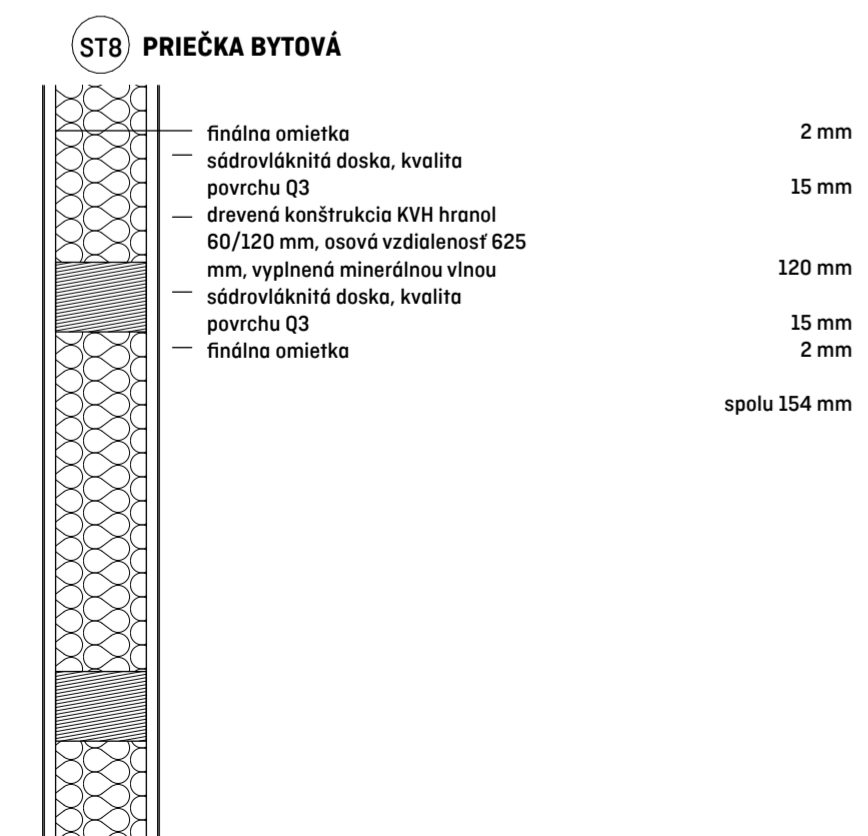 ST8 PRIEČKA BYTOVÁ
finálna omietka 2 mm
sádrovláknitá doska, kvalita
povrchu Q3 15 mm
drevená konštrukcia KVH hranol
60/120 mm, osová vzdialenosť 625
mm, vyplnená minerálnou vlnou 120 mm
sádrovláknitá doska, kvalita
povrchu Q3 15 mm
finálna omietka 2 mm
spolu 154 mm